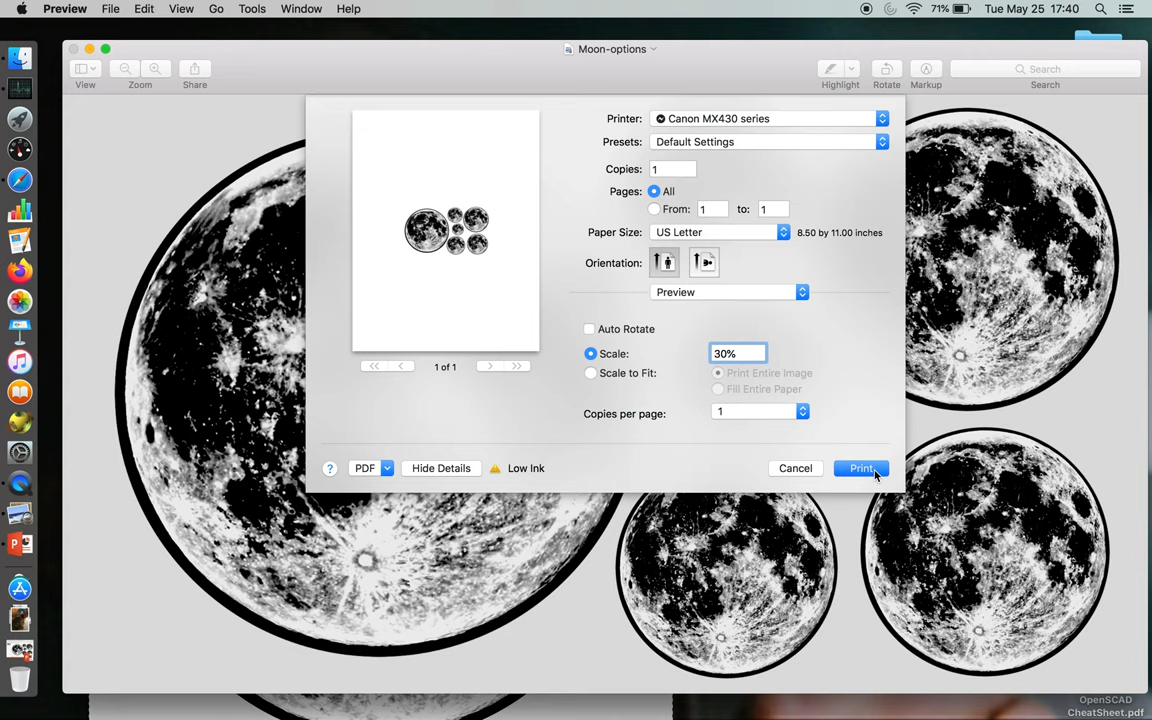 Preview File Edit View Go Tools Window Help 71% Tue May 25 17:40
Moon-options
Search
View Zoom Share Highlight Rotate Markup Search
Printer: Canon MX430 series
Presets: Default Settings
Copies: 1
Pages: All
From: 1 to: 1
Paper Size: US Letter 8.50 by 11.00 inches
Orientation:
Preview
Auto Rotate
Scale: 30%
Scale to Fit: Print Entire Image
Fill Entire Paper
Copies per page: 1
1 of 1
? PDF Hide Details Low Ink Cancel Print
OpenSCAD
CheatSheet.pdf